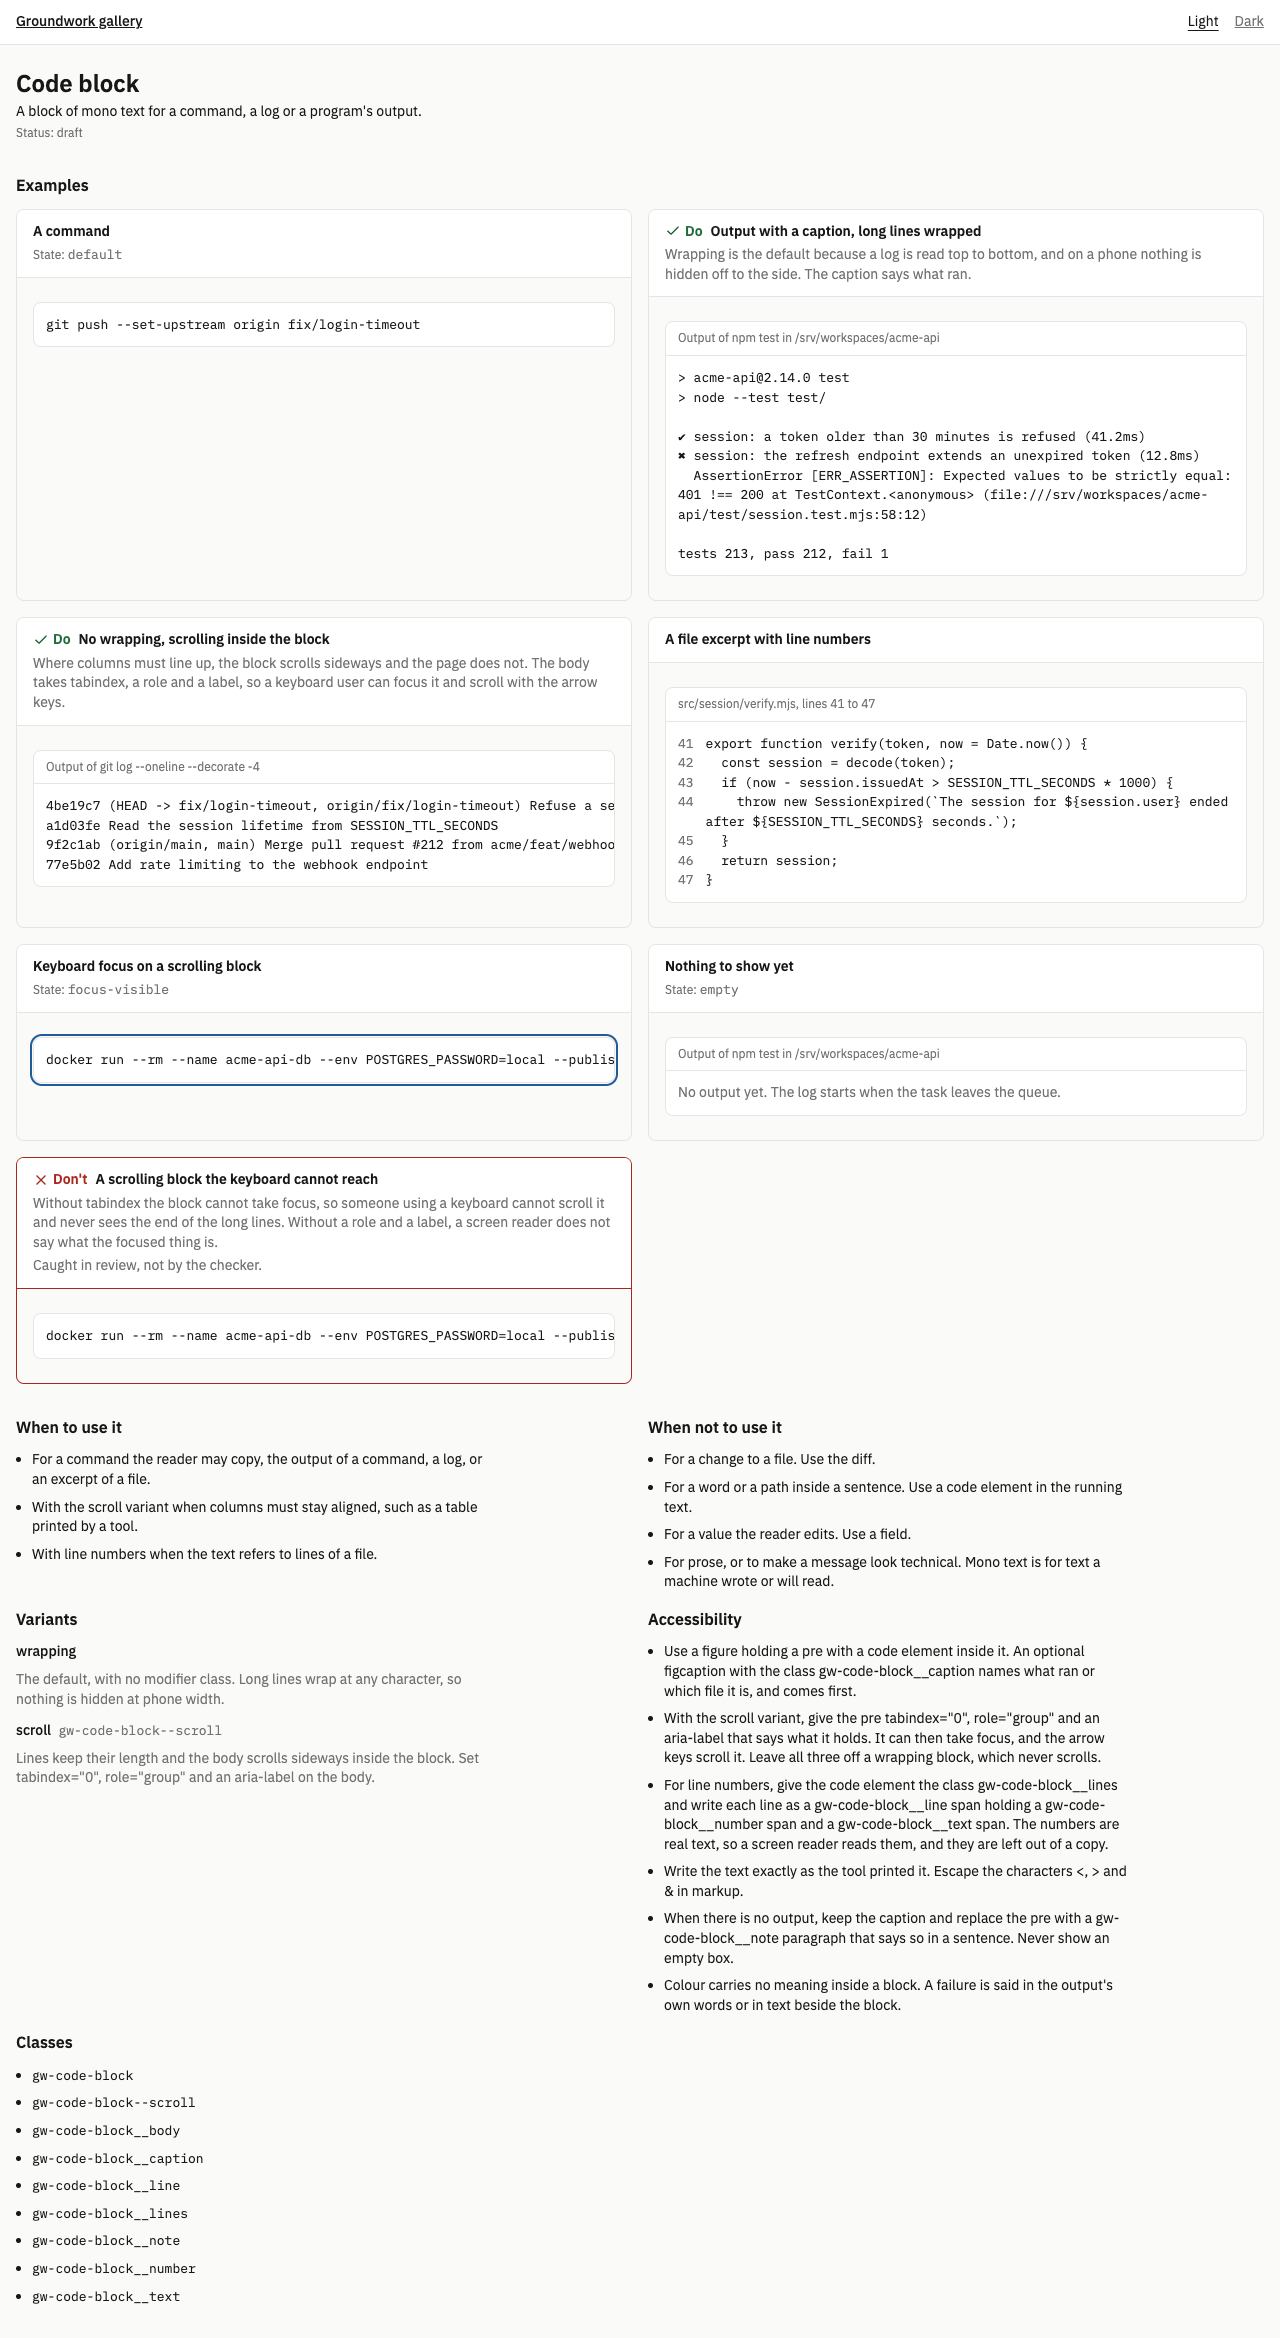 Groundwork gallery
Light Dark
Code block
A block of mono text for a command, a log or a program's output.
Status: draft
Examples
A command
State: default
git push --set-upstream origin fix/login-timeout
Do Output with a caption, long lines wrapped
Wrapping is the default because a log is read top to bottom, and on a phone nothing is
hidden off to the side. The caption says what ran.
Output of npm test in /srv/workspaces/acme-api
> acme-api@2.14.0 test
> node --test test/
✔ session: a token older than 30 minutes is refused (41.2ms)
✖ session: the refresh endpoint extends an unexpired token (12.8ms)
AssertionError [ERR_ASSERTION]: Expected values to be strictly equal:
401 !== 200 at TestContext.<anonymous> (file:///srv/workspaces/acme-
api/test/session.test.mjs:58:12)
tests 213, pass 212, fail 1
Do No wrapping, scrolling inside the block
Where columns must line up, the block scrolls sideways and the page does not. The body
takes tabindex, a role and a label, so a keyboard user can focus it and scroll with the arrow
keys.
Output of git log --oneline --decorate -4
4be19c7 (HEAD -> fix/login-timeout, origin/fix/login-timeout) Refuse a se
a1d03fe Read the session lifetime from SESSION_TTL_SECONDS
9f2c1ab (origin/main, main) Merge pull request #212 from acme/feat/webhoo
77e5b02 Add rate limiting to the webhook endpoint
A file excerpt with line numbers
src/session/verify.mjs, lines 41 to 47
41 export function verify(token, now = Date.now()) {
42 const session = decode(token);
43 if (now - session.issuedAt > SESSION_TTL_SECONDS * 1000) {
44 throw new SessionExpired(`The session for ${session.user} ended
after ${SESSION_TTL_SECONDS} seconds.`);
45 }
46 return session;
47 }
Keyboard focus on a scrolling block
State: focus-visible
docker run --rm --name acme-api-db --env POSTGRES_PASSWORD=local --publis
Nothing to show yet
State: empty
Output of npm test in /srv/workspaces/acme-api
No output yet. The log starts when the task leaves the queue.
Don't A scrolling block the keyboard cannot reach
Without tabindex the block cannot take focus, so someone using a keyboard cannot scroll it
and never sees the end of the long lines. Without a role and a label, a screen reader does not
say what the focused thing is.
Caught in review, not by the checker.
docker run --rm --name acme-api-db --env POSTGRES_PASSWORD=local --publis
When to use it
• For a command the reader may copy, the output of a command, a log, or
an excerpt of a file.
• With the scroll variant when columns must stay aligned, such as a table
printed by a tool.
• With line numbers when the text refers to lines of a file.
When not to use it
• For a change to a file. Use the diff.
• For a word or a path inside a sentence. Use a code element in the running
text.
• For a value the reader edits. Use a field.
• For prose, or to make a message look technical. Mono text is for text a
machine wrote or will read.
Variants
wrapping
The default, with no modifier class. Long lines wrap at any character, so
nothing is hidden at phone width.
scroll gw-code-block--scroll
Lines keep their length and the body scrolls sideways inside the block. Set
tabindex="0", role="group" and an aria-label on the body.
Accessibility
• Use a figure holding a pre with a code element inside it. An optional
figcaption with the class gw-code-block__caption names what ran or
which file it is, and comes first.
• With the scroll variant, give the pre tabindex="0", role="group" and an
aria-label that says what it holds. It can then take focus, and the arrow
keys scroll it. Leave all three off a wrapping block, which never scrolls.
• For line numbers, give the code element the class gw-code-block__lines
and write each line as a gw-code-block__line span holding a gw-code-
block__number span and a gw-code-block__text span. The numbers are
real text, so a screen reader reads them, and they are left out of a copy.
• Write the text exactly as the tool printed it. Escape the characters <, > and
& in markup.
• When there is no output, keep the caption and replace the pre with a gw-
code-block__note paragraph that says so in a sentence. Never show an
empty box.
• Colour carries no meaning inside a block. A failure is said in the output's
own words or in text beside the block.
Classes
• gw-code-block
• gw-code-block--scroll
• gw-code-block__body
• gw-code-block__caption
• gw-code-block__line
• gw-code-block__lines
• gw-code-block__note
• gw-code-block__number
• gw-code-block__text